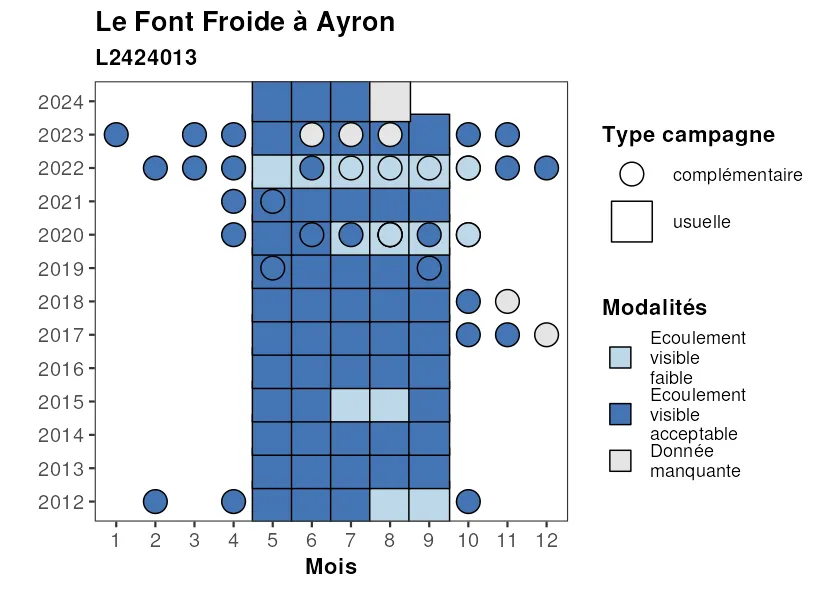 Le Font Froide à Ayron
L2424013
2024
2023
2022
2021
2020
2019
2018
2017
2016
2015
2014
2013
2012
1 2 3 4 5 6 7 8 9 10 11 12
Mois
Type campagne
complémentaire
usuelle
Modalités
Ecoulement
visible
faible
Ecoulement
visible
acceptable
Donnée
manquante